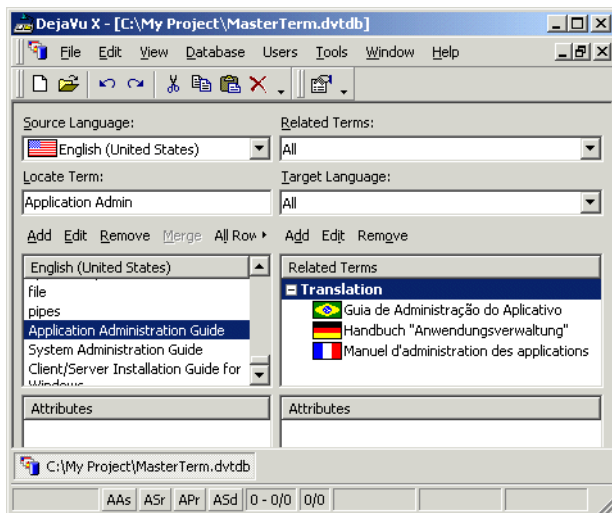 DejaVu X - [C:\My Project\MasterTerm.dvtdb]
File Edit View Database Users Tools Window Help
Source Language: Related Terms:
English (United States) All
Locate Term: Target Language:
Application Admin All
Add Edit Remove Merge All Row Add Edit Remove
English (United States) Related Terms
file Translation
pipes Guia de Administração do Aplicativo
Application Administration Guide Handbuch "Anwendungsverwaltung"
System Administration Guide Manuel d'administration des applications
Client/Server Installation Guide for
Windows
Attributes Attributes
C:\My Project\MasterTerm.dvtdb
AAs ASr APr ASd 0 - 0/0 0/0